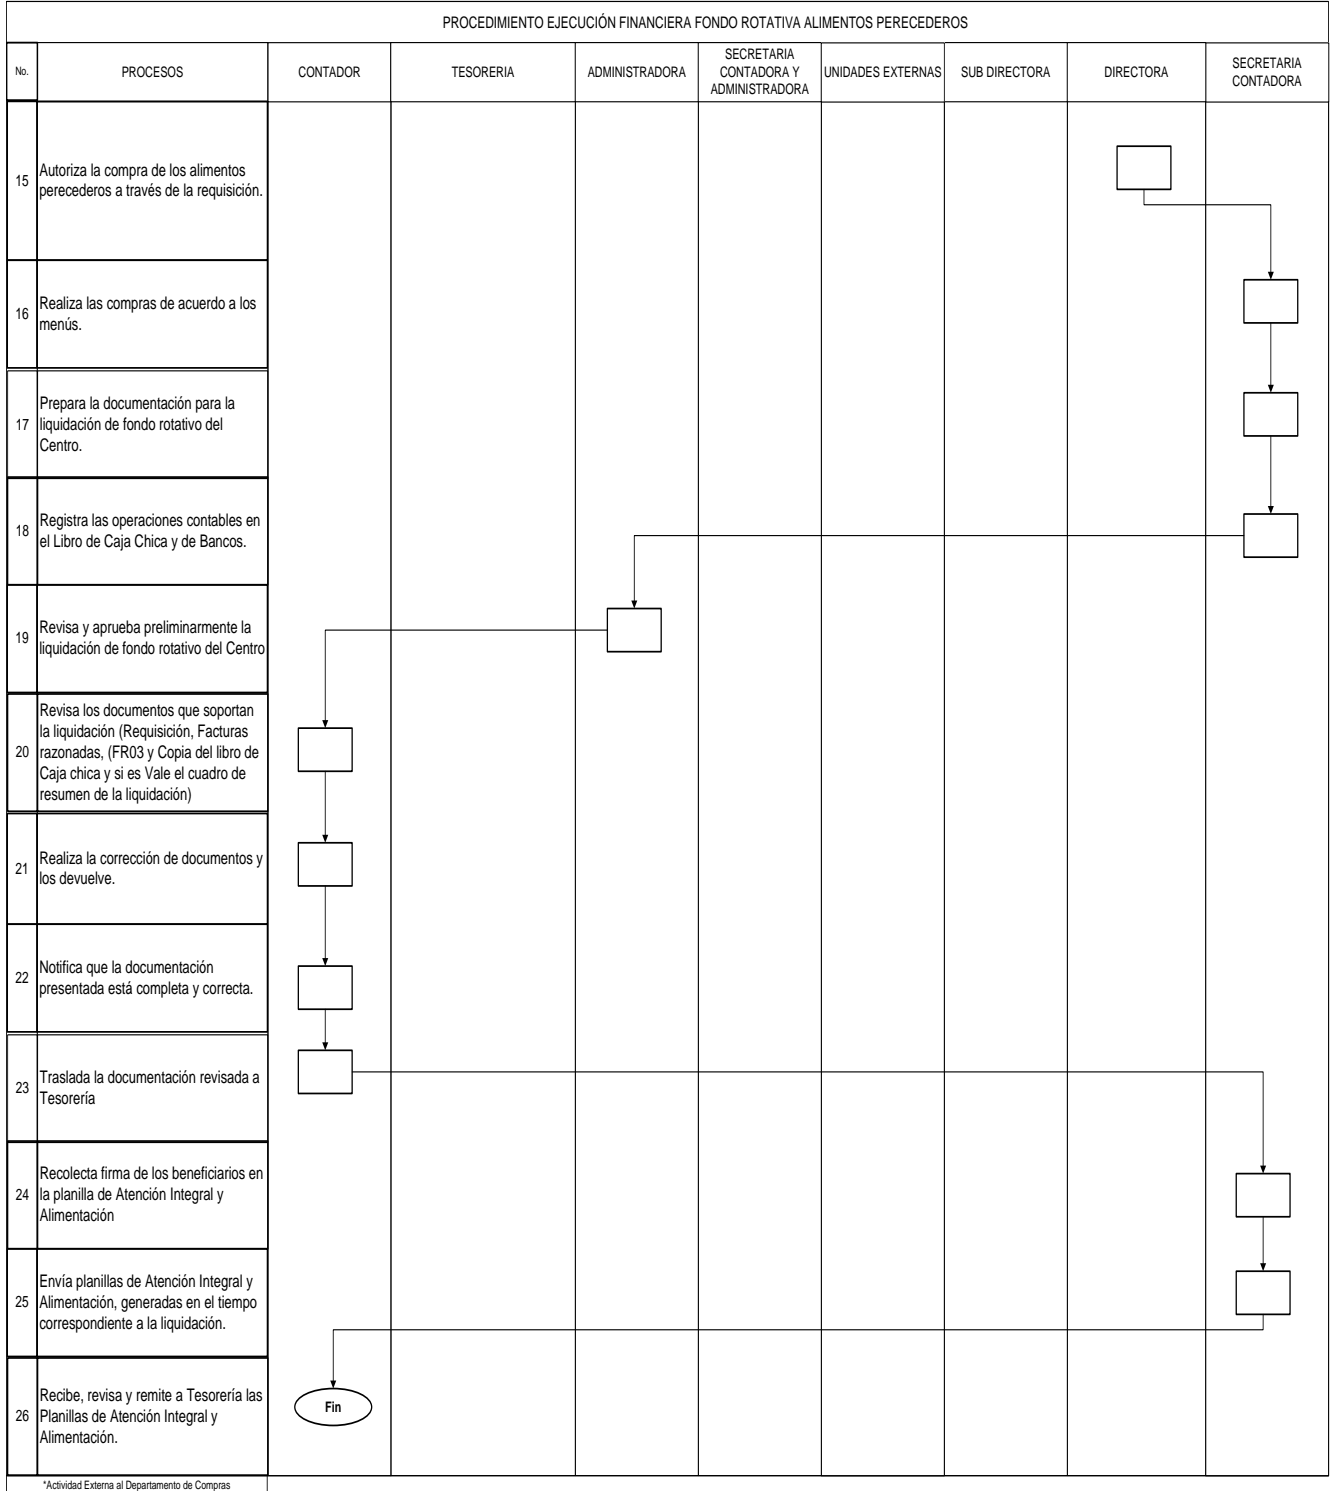 PROCEDIMIENTO EJECUCIÓN FINANCIERA FONDO ROTATIVA ALIMENTOS PERECEDEROS
No.
PROCESOS
CONTADOR
TESORERIA
ADMINISTRADORA
SECRETARIA
CONTADORA Y
ADMINISTRADORA
UNIDADES EXTERNAS
SUB DIRECTORA
DIRECTORA
SECRETARIA
CONTADORA
15
Autoriza la compra de los alimentos
perecederos a través de la requisición.
16
Realiza las compras de acuerdo a los
menús.
17
Prepara la documentación para la
liquidación de fondo rotativo del
Centro.
18
Registra las operaciones contables en
el Libro de Caja Chica y de Bancos.
19
Revisa y aprueba preliminarmente la
liquidación de fondo rotativo del Centro
20
Revisa los documentos que soportan
la liquidación (Requisición, Facturas
razonadas, (FR03 y Copia del libro de
Caja chica y si es Vale el cuadro de
resumen de la liquidación)
21
Realiza la corrección de documentos y
los devuelve.
22
Notifica que la documentación
presentada está completa y correcta.
23
Traslada la documentación revisada a
Tesorería
24
Recolecta firma de los beneficiarios en
la planilla de Atención Integral y
Alimentación
25
Envía planillas de Atención Integral y
Alimentación, generadas en el tiempo
correspondiente a la liquidación.
26
Recibe, revisa y remite a Tesorería las
Planillas de Atención Integral y
Alimentación.
Fin
*Actividad Externa al Departamento de Compras